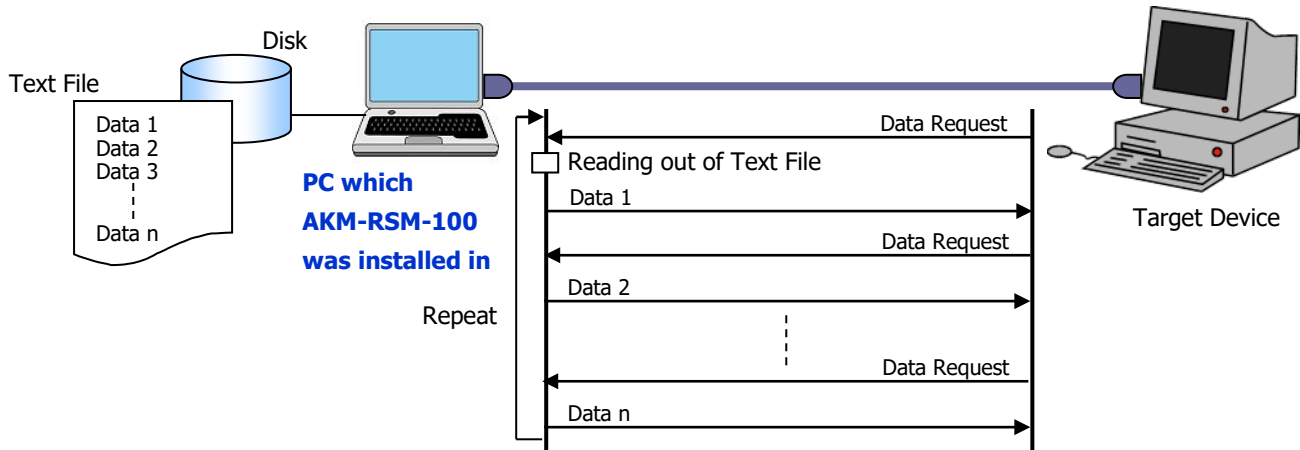 Disk
Text File
Data 1
Data 2
Data 3
Data n
PC which
AKM-RSM-100
was installed in
Repeat
Data Request
Reading out of Text File
Data 1
Data Request
Data 2
Data Request
Data n
Target Device